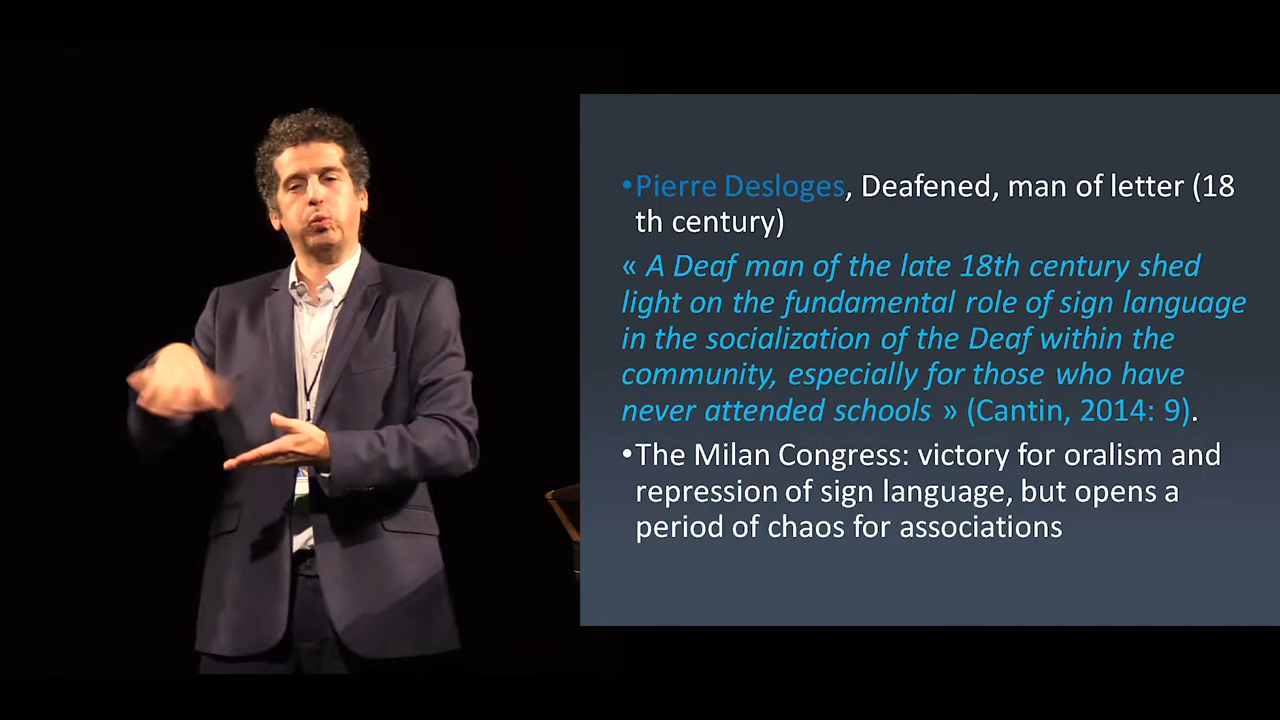 •Pierre Desloges, Deafened, man of letter (18
th century)
« A Deaf man of the late 18th century shed
light on the fundamental role of sign language
in the socialization of the Deaf within the
community, especially for those who have
never attended schools » (Cantin, 2014: 9).
•The Milan Congress: victory for oralism and
repression of sign language, but opens a
period of chaos for associations